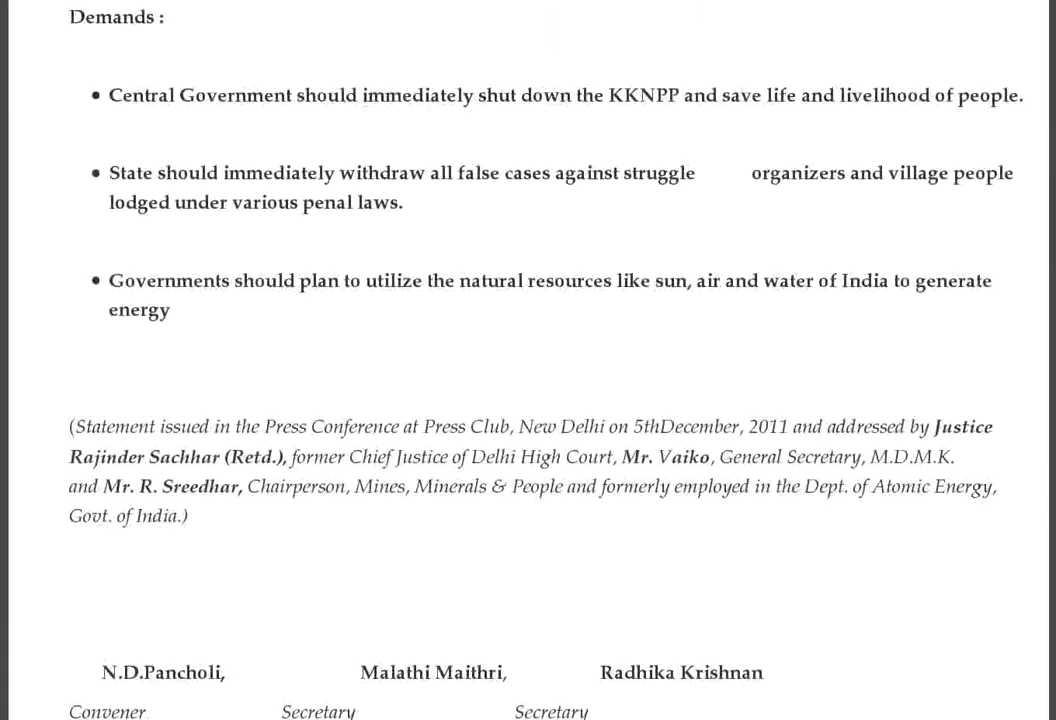 Demands :
• Central Government should immediately shut down the KKNPP and save life and livelihood of people.
• State should immediately withdraw all false cases against struggle organizers and village people
lodged under various penal laws.
• Governments should plan to utilize the natural resources like sun, air and water of India to generate
energy
(Statement issued in the Press Conference at Press Club, New Delhi on 5thDecember, 2011 and addressed by Justice
Rajinder Sachhar (Retd.), former Chief Justice of Delhi High Court, Mr. Vaiko, General Secretary, M.D.M.K.
and Mr. R. Sreedhar, Chairperson, Mines, Minerals & People and formerly employed in the Dept. of Atomic Energy,
Govt. of India.)
N.D.Pancholi, Malathi Maithri, Radhika Krishnan
Convener Secretary Secretary